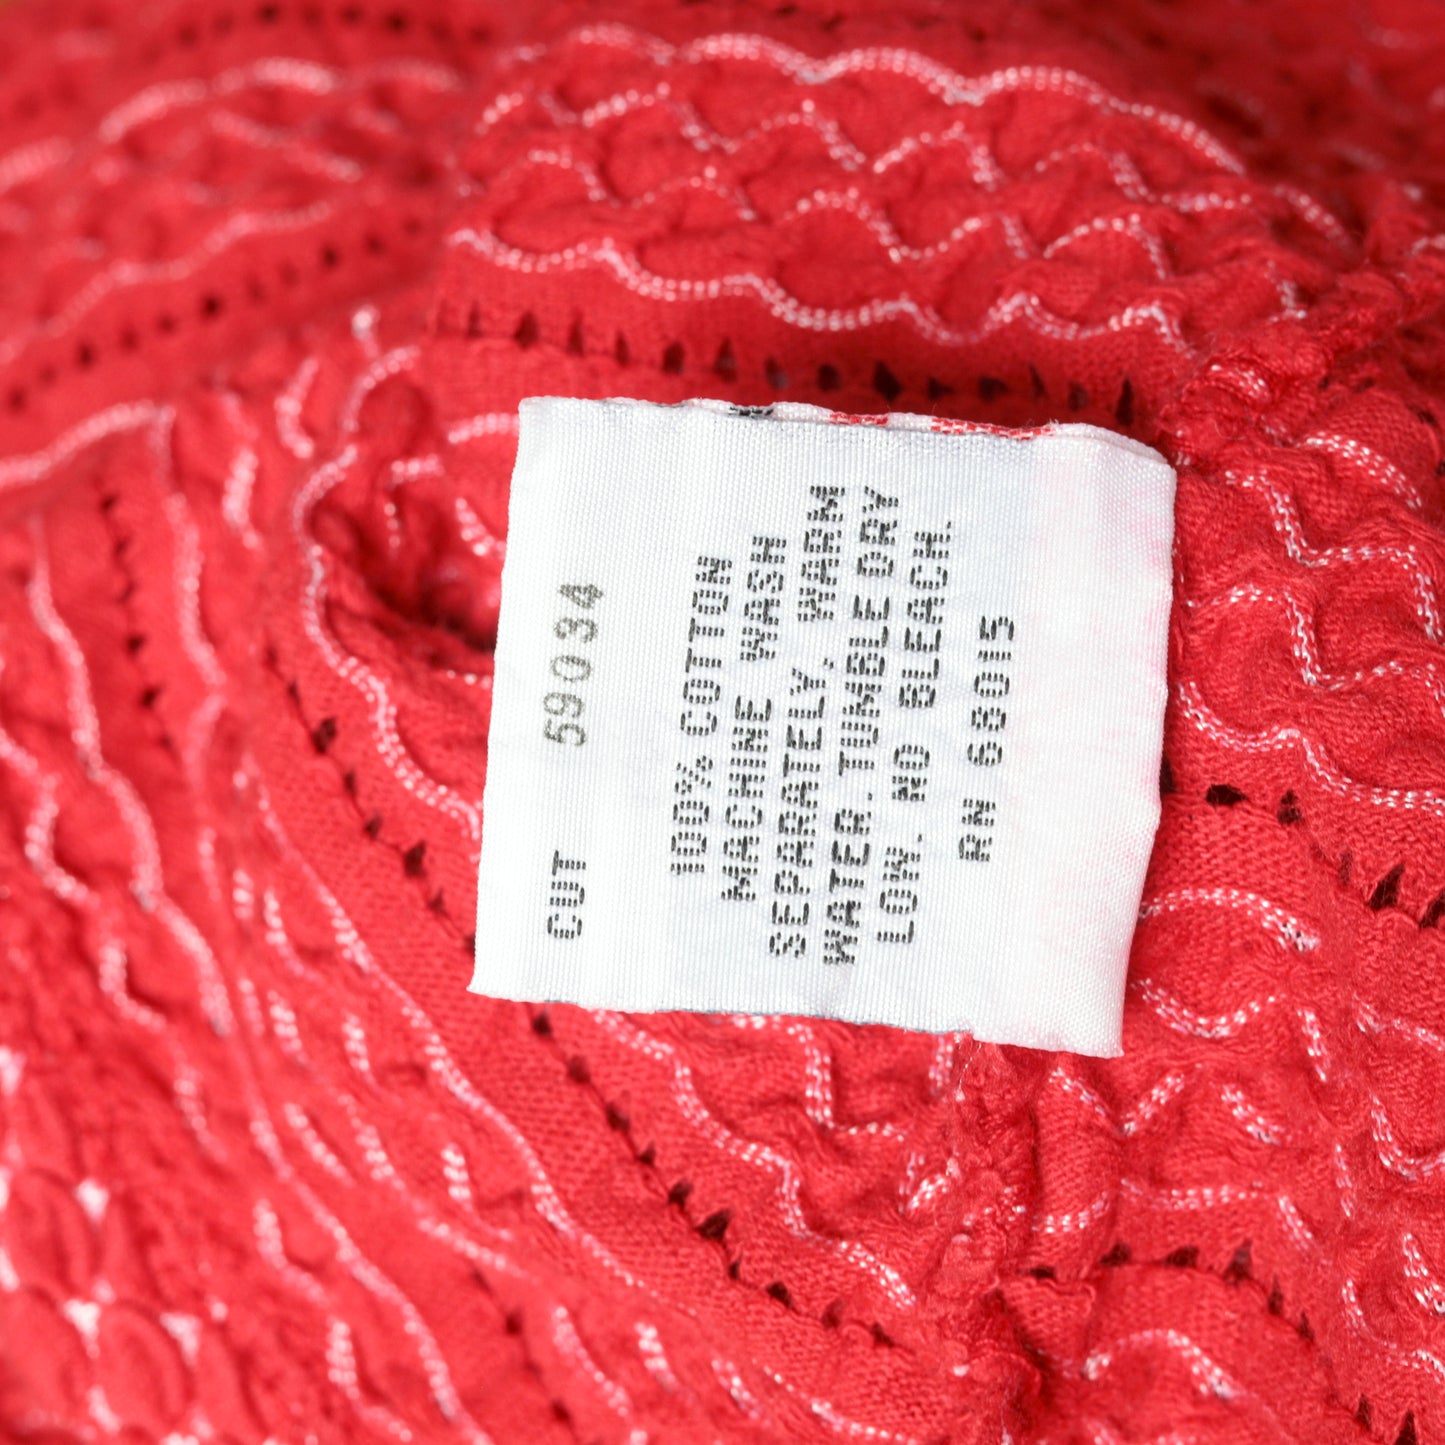 CUT 59034
100% COTTON
MACHINE WASH
SEPARATELY, WARM
WATER. TUMBLE DRY
LOW. NO BLEACH.
RN 68015